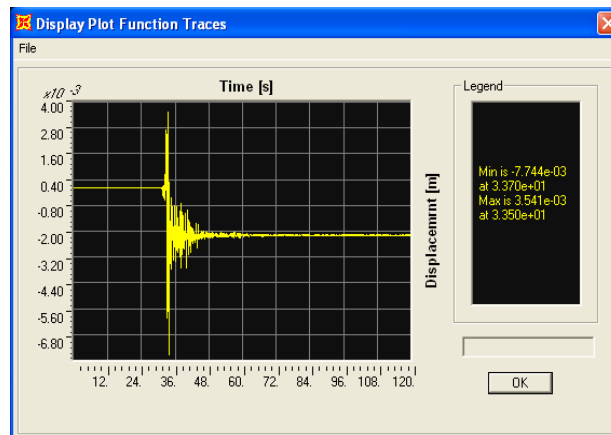 Display Plot Function Traces
File
x10 -3
Time [s]
Legend
4.00
2.80
1.60
0.40
-0.80
-2.00
-3.20
-4.40
-5.60
-6.80
Displacemrnt [m]
Min is -7.744e-03
at 3.370e+01
Max is 3.541e-03
at 3.350e+01
12. 24. 36. 48. 60. 72. 84. 96. 108. 120.
OK